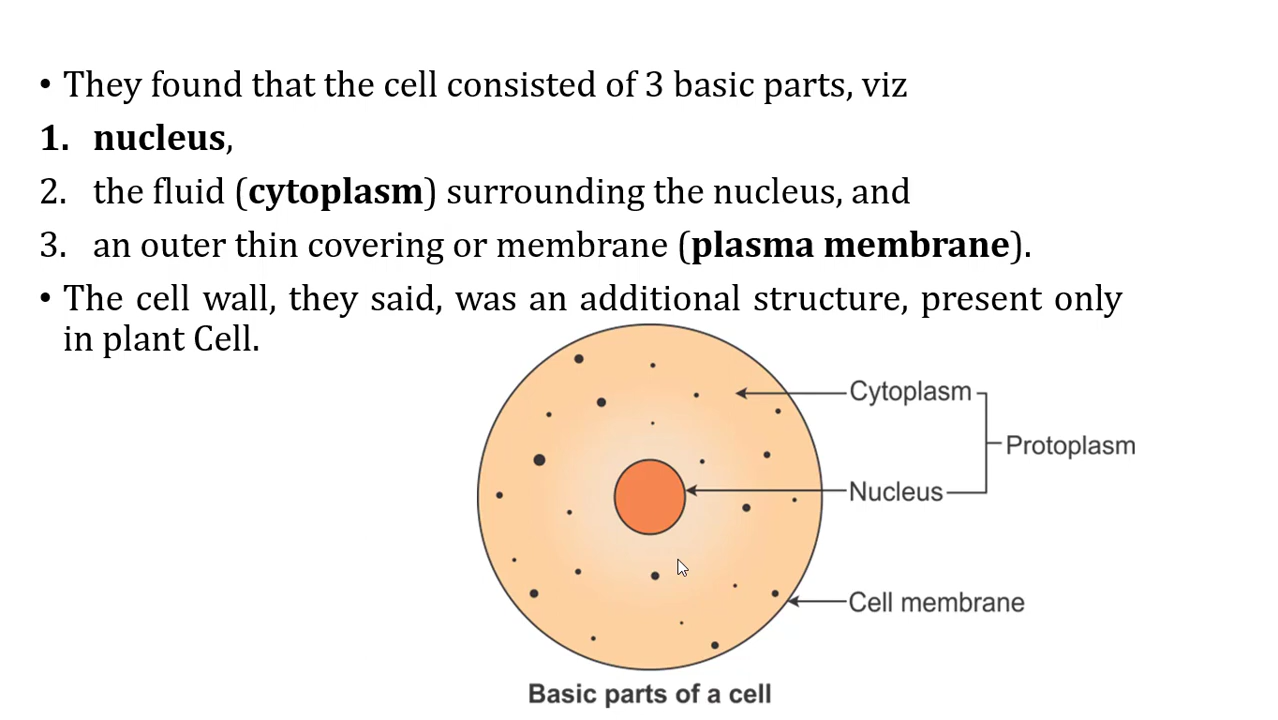 • They found that the cell consisted of 3 basic parts, viz
1. nucleus,
2. the fluid (cytoplasm) surrounding the nucleus, and
3. an outer thin covering or membrane (plasma membrane).
• The cell wall, they said, was an additional structure, present only
in plant Cell.
Cytoplasm
Protoplasm
Nucleus
Cell membrane
Basic parts of a cell